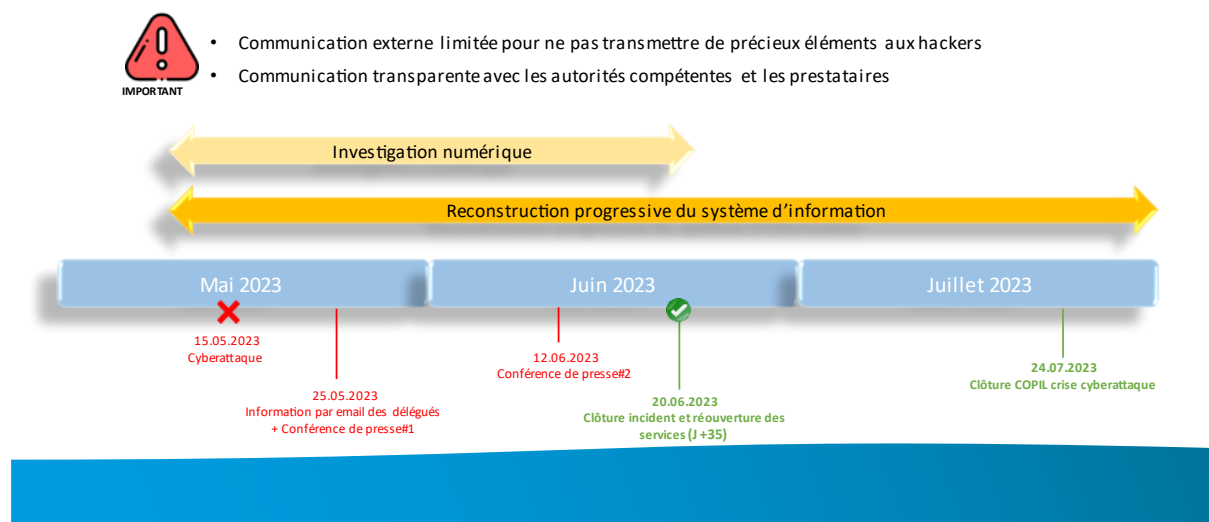 • Communication externe limitée pour ne pas transmettre de précieux éléments aux hackers
• Communication transparente avec les autorités compétentes et les prestataires
IMPORTANT
Investigation numérique
Reconstruction progressive du système d’information
Mai 2023
Juin 2023
Juillet 2023
15.05.2023
Cyberattaque
25.05.2023
Information par email des délégués
+ Conférence de presse#1
12.06.2023
Conférence de presse#2
20.06.2023
Clôture incident et réouverture des
services (J +35)
24.07.2023
Clôture COPIL crise cyberattaque